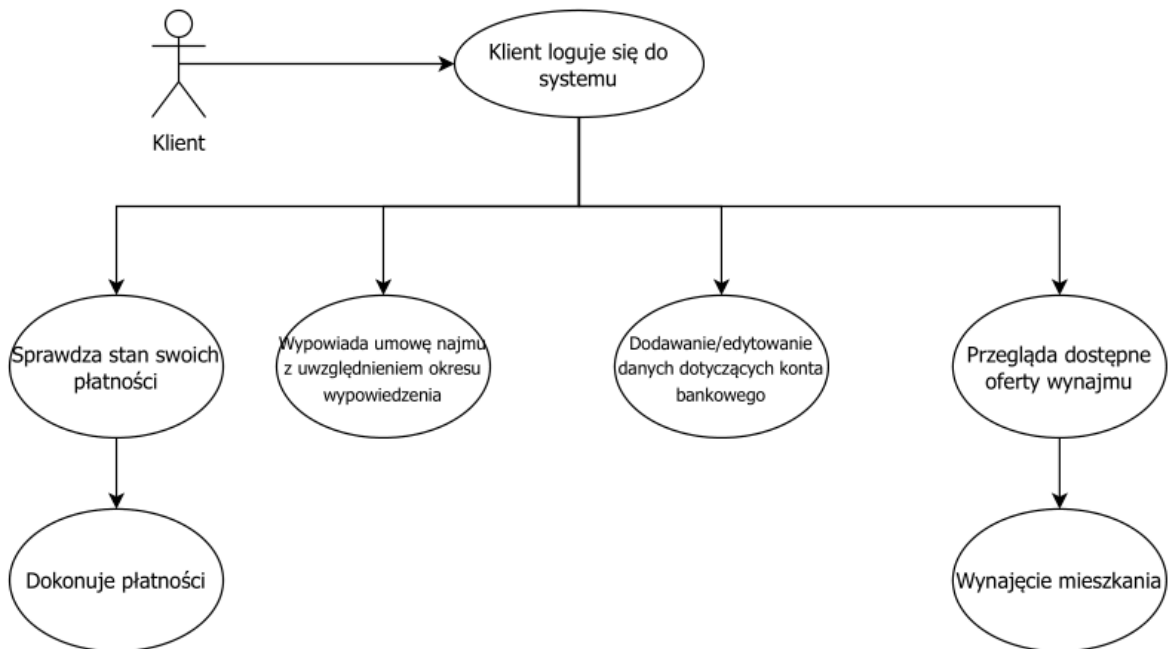 Klient loguje się do
systemu
Klient
Sprawdza stan swoich
płatności
Wypowiada umowę najmu
z uwzględnieniem okresu
wypowiedzenia
Dodawanie/edytowanie
danych dotyczących konta
bankowego
Przegląda dostępne
oferty wynajmu
Dokonuje płatności
Wynajęcie mieszkania